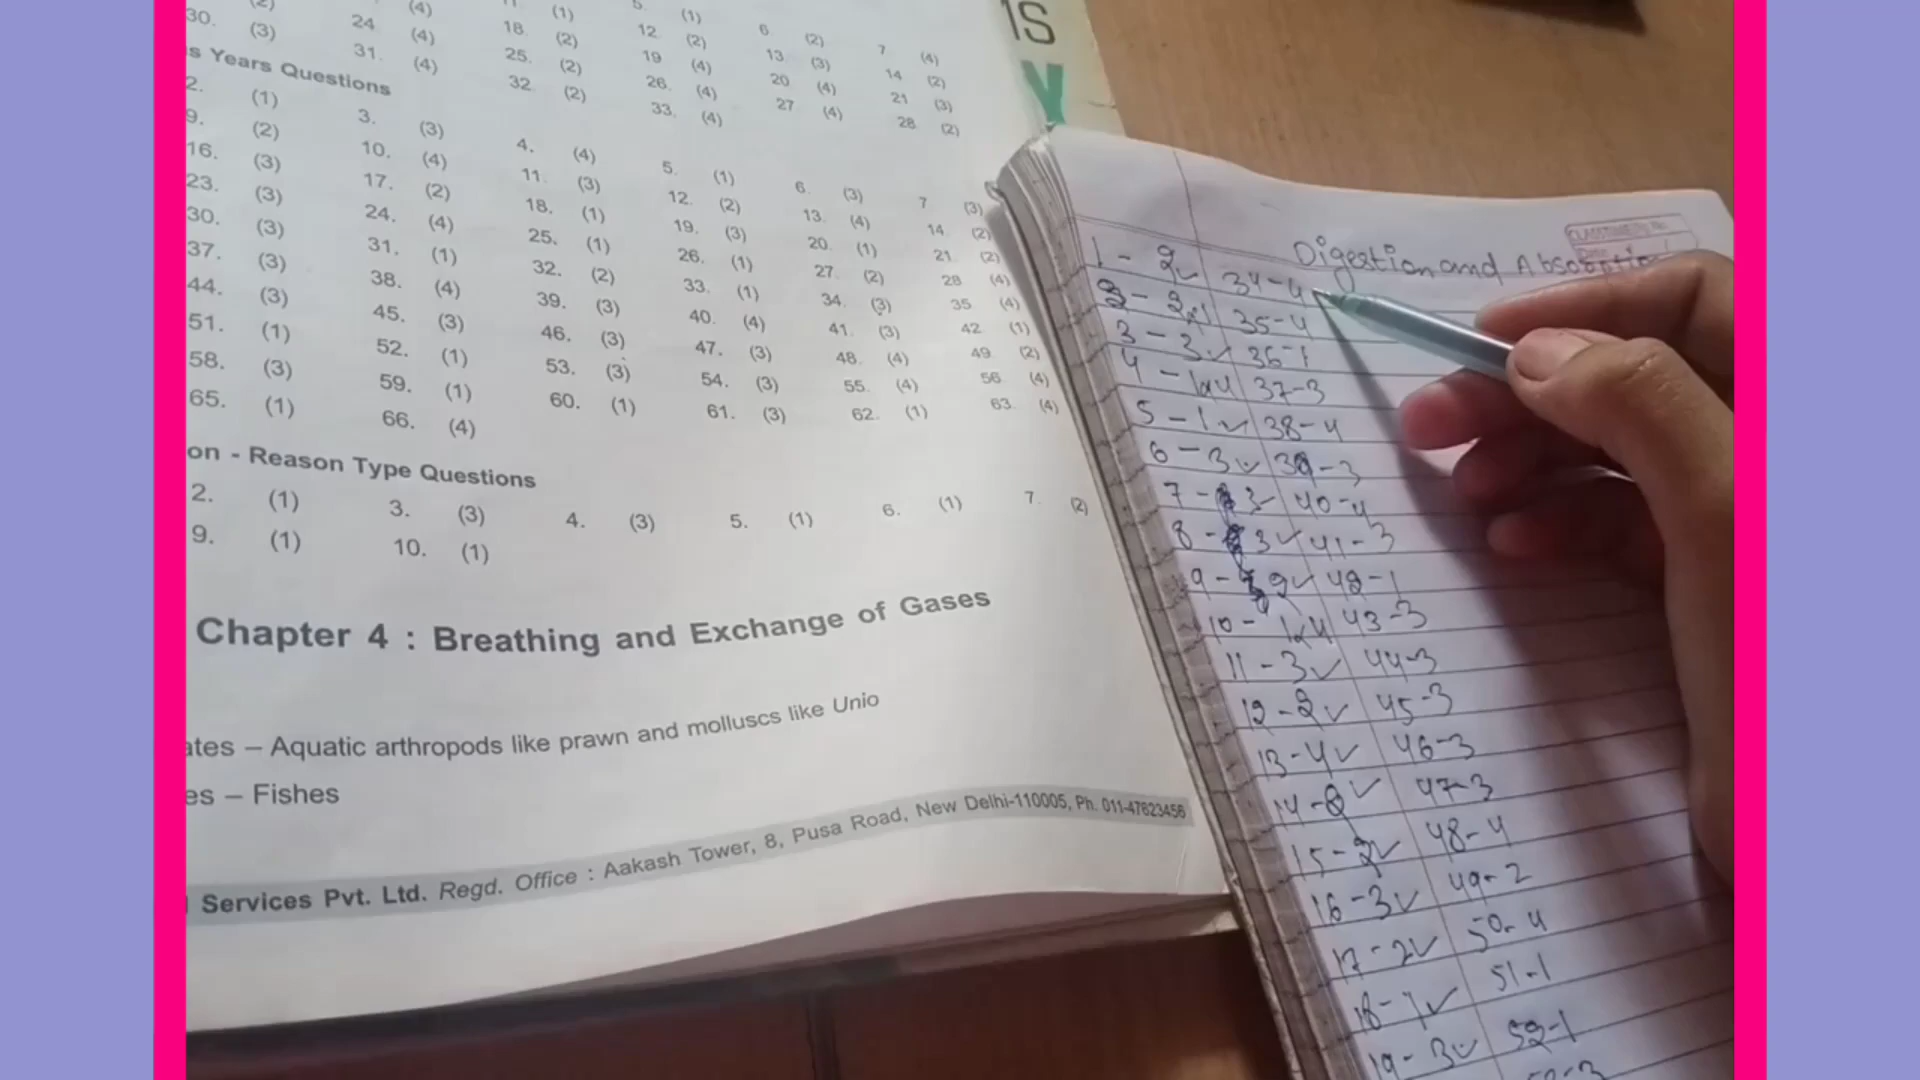 (2) (4) (1) 5. (1) 6 (2) 7 (4)
30. (3) 24 (4) 18 (2) 12 (2) 13 (3) 14 (2)
31. (4) 25. (2) 19 (4) 20 (4) 21 (3)
32 (2) 26. (4) 27 (4) 28 (2)
33. (4)
s Years Questions
2. (1) 3. (3) 4. (4) 5. (1) 6. (3) 7 (3)
9. (2) 10. (4) 11. (3) 12. (2) 13. (4) 14. (2)
16. (3) 17. (2) 18. (1) 19. (3) 20. (1) 21. (2)
23. (3) 24. (4) 25. (1) 26. (1) 27. (2) 28 (4)
30. (3) 31. (1) 32. (2) 33. (1) 34. (3) 35 (4)
37. (3) 38. (4) 39. (3) 40. (4) 41. (3) 42. (1)
44. (3) 45. (3) 46. (3) 47. (3) 48. (4) 49. (2)
51. (1) 52. (1) 53. (3) 54. (3) 55. (4) 56. (4)
58. (3) 59. (1) 60. (1) 61. (3) 62. (1) 63. (4)
65. (1) 66. (4)
on - Reason Type Questions
2. (1) 3. (3) 4. (3) 5. (1) 6. (1) 7. (2)
9. (1) 10. (1)
Chapter 4 : Breathing and Exchange of Gases
ates – Aquatic arthropods like prawn and molluscs like Unio
es – Fishes
Services Pvt. Ltd. Regd. Office : Aakash Tower, 8, Pusa Road, New Delhi-110005, Ph. 011-47623456
Digestion and Absorption
1 - 2 ✓ 34-4
35-4
3 - 3 ✓ 36-1
4 - 1x4 37-3
5 - 1 ✓ 38-4
6 - 3 ✓ 39-3
7 - 3 ✓ 40-4
8 - 3 ✓ 41-3
9 - 2 ✓ 42-1
10 - 1x4 43-3
11 - 3 ✓ 44-3
12 - 2 ✓ 45-3
13 - 4 ✓ 46-3
14 - 2 ✓ 47-3
15 - 2 ✓ 48-4
16 - 3 ✓ 49-2
17 - 2 ✓ 50-4
18 - 1 ✓ 51-1
19 - 3 ✓ 52-1